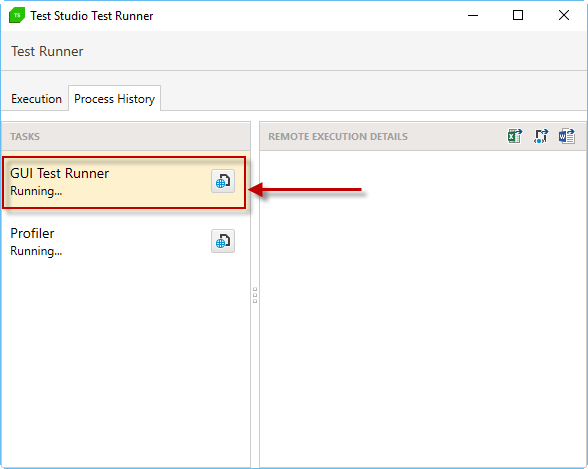 TS Test Studio Test Runner
Test Runner
Execution Process History
TASKS
REMOTE EXECUTION DETAILS
GUI Test Runner
Running...
Profiler
Running...